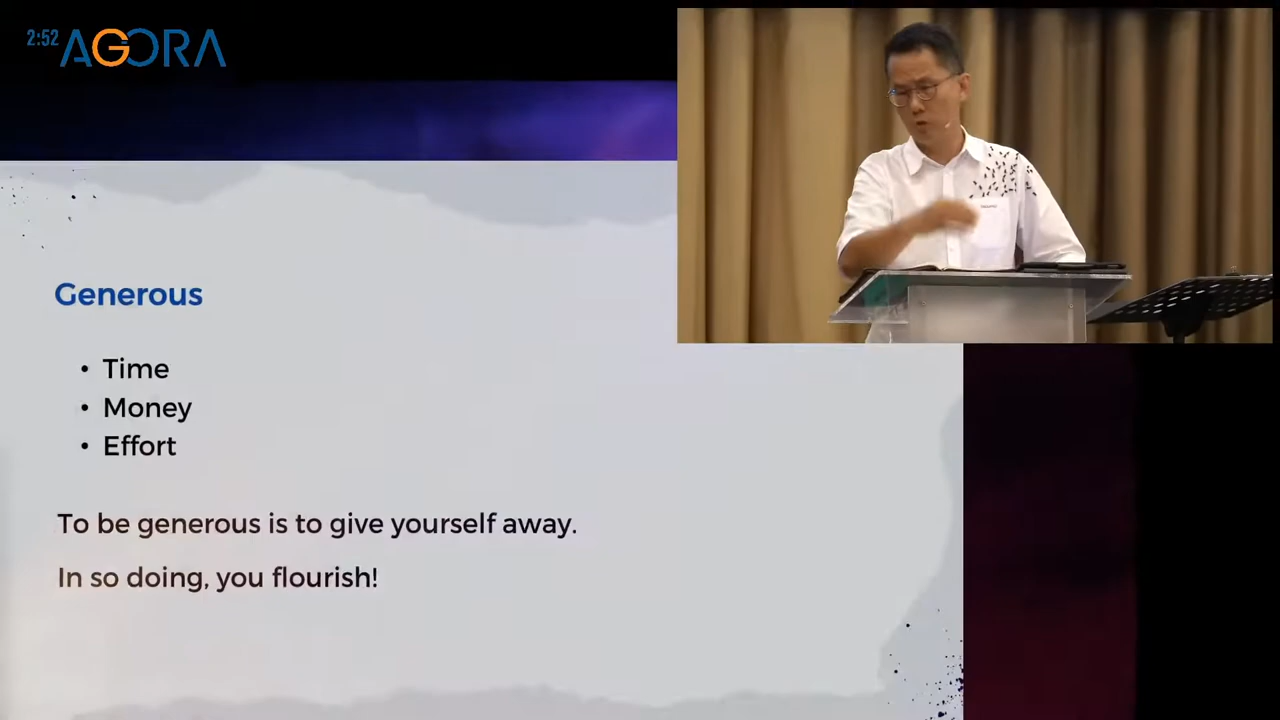 2:52 AGORA
Generous
• Time
• Money
• Effort
To be generous is to give yourself away.
In so doing, you flourish!